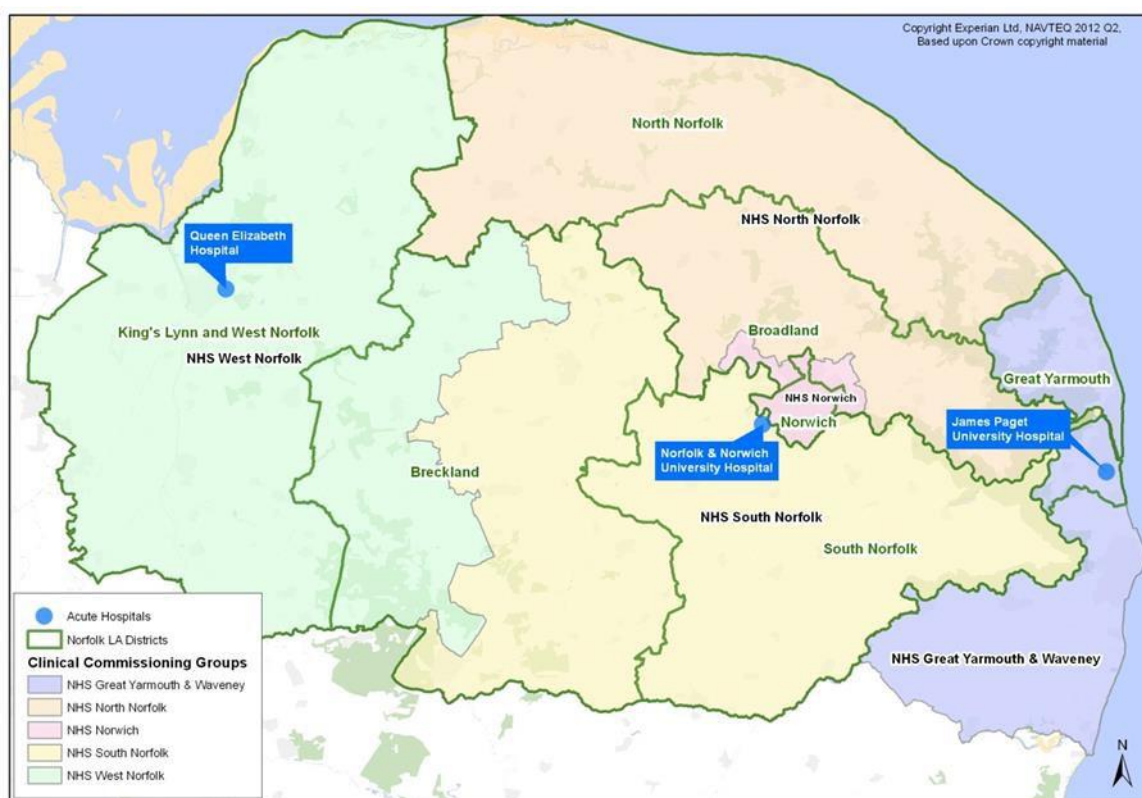 Copyright Experian Ltd, NAVTEQ 2012 Q2,
Based upon Crown copyright material
North Norfolk
NHS North Norfolk
Queen Elizabeth
Hospital
King's Lynn and West Norfolk
NHS West Norfolk
Broadland
Great Yarmouth
NHS Norwich
Norwich
James Paget
University Hospital
Norfolk & Norwich
University Hospital
Breckland
NHS South Norfolk
South Norfolk
NHS Great Yarmouth & Waveney
Acute Hospitals
Norfolk LA Districts
Clinical Commissioning Groups
NHS Great Yarmouth & Waveney
NHS North Norfolk
NHS Norwich
NHS South Norfolk
NHS West Norfolk
N